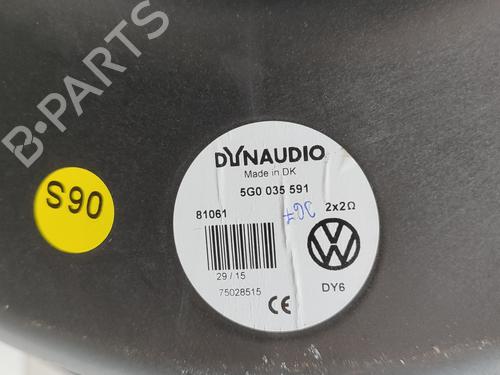 B-PARTS
S90
DYNAUDIO
Made in DK
5G0 035 591
81061
2x2Ω
29 / 15
75028515
DY6
CE